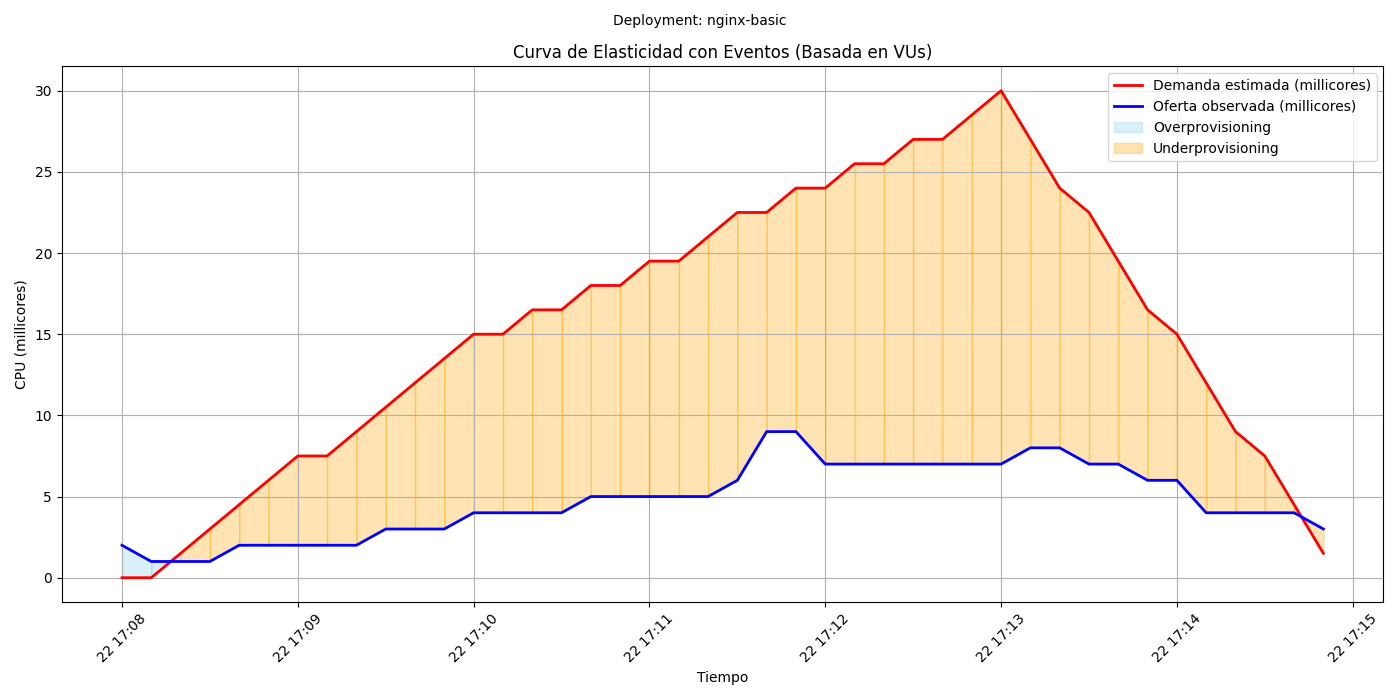 Deployment: nginx-basic
Curva de Elasticidad con Eventos (Basada en VUs)
Demanda estimada (millicores)
Oferta observada (millicores)
Overprovisioning
Underprovisioning
CPU (millicores)
30
25
20
15
10
5
0
22 17:08
22 17:09
22 17:10
22 17:11
22 17:12
22 17:13
22 17:14
22 17:15
Tiempo